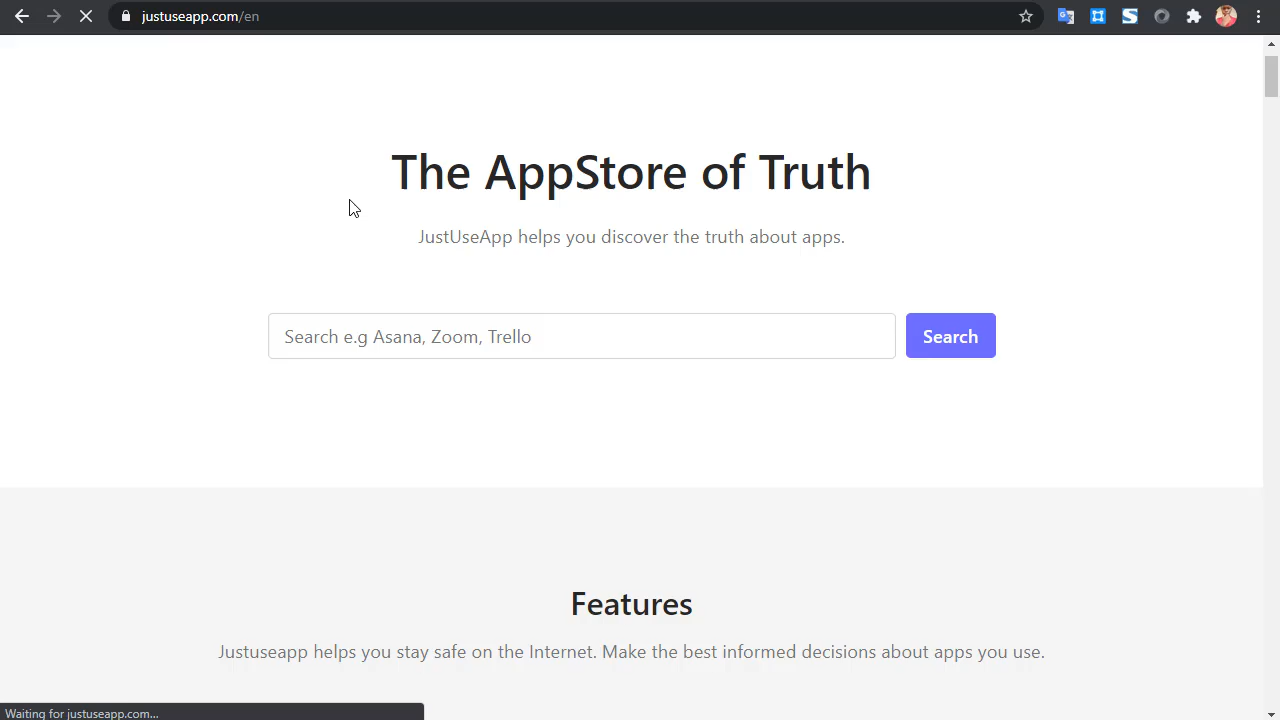 justuseapp.com/en
The AppStore of Truth
JustUseApp helps you discover the truth about apps.
Search e.g Asana, Zoom, Trello
Search
Features
Justuseapp helps you stay safe on the Internet. Make the best informed decisions about apps you use.
Waiting for justuseapp.com...